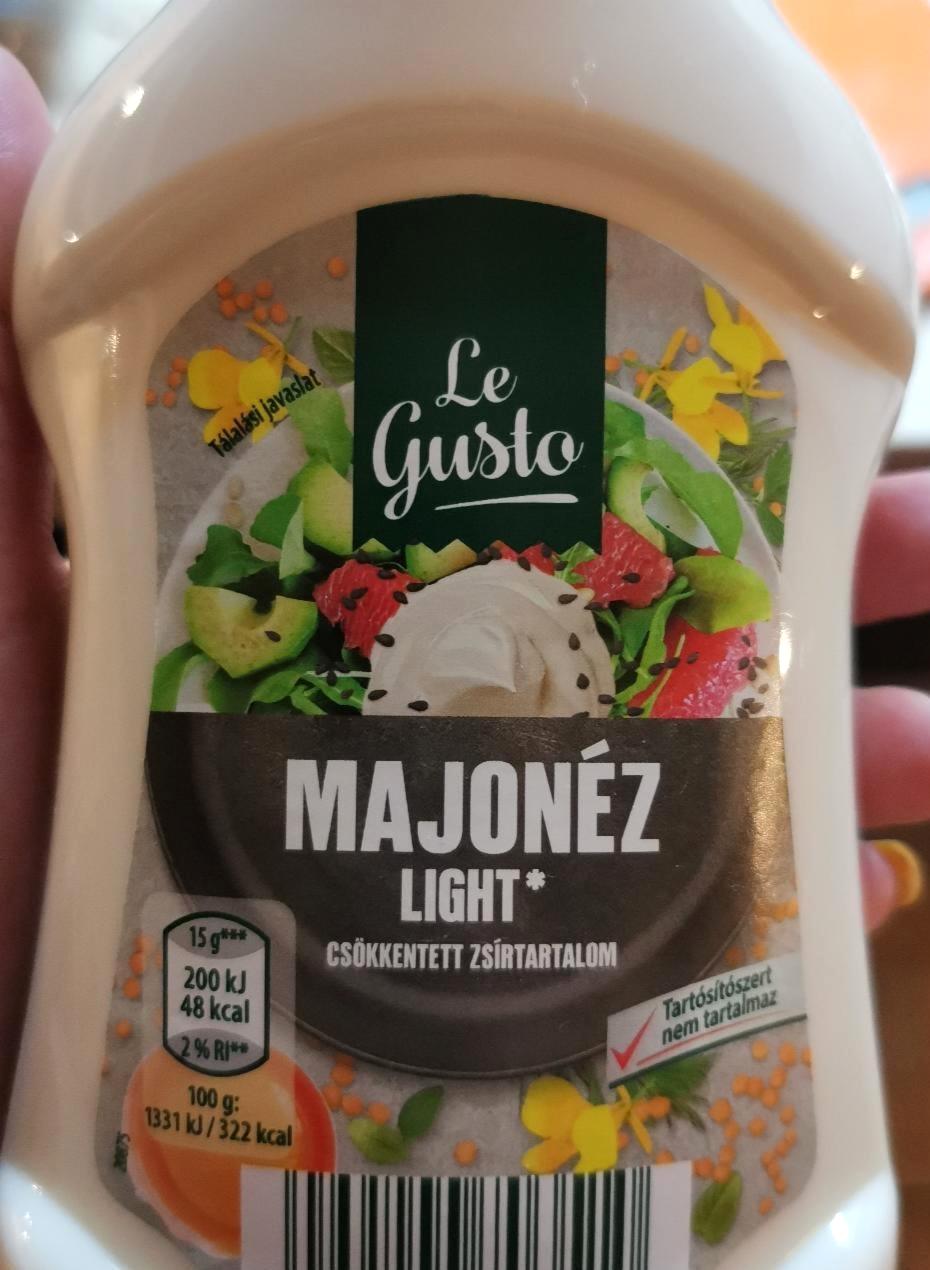 Le
Gusto
Tálalási javaslat
MAJONÉZ
LIGHT*
CSÖKKENTETT ZSÍRTARTALOM
15 g***
200 kJ
48 kcal
2 % RI**
100 g:
1331 kJ / 322 kcal
Tartósítószert
nem tartalmaz